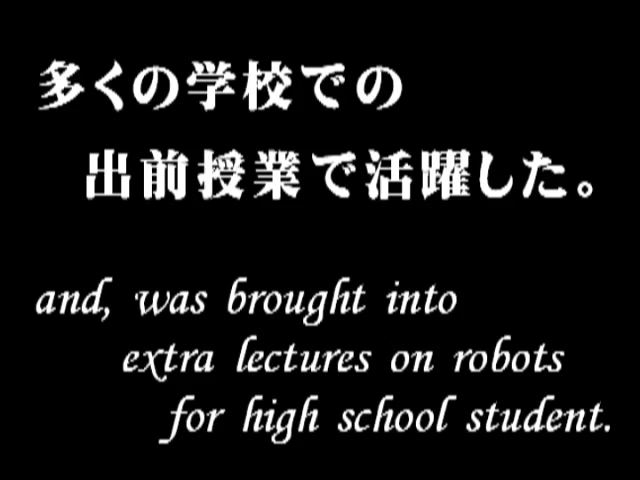 多くの学校での
出前授業で活躍した。
and, was brought into
extra lectures on robots
for high school student.